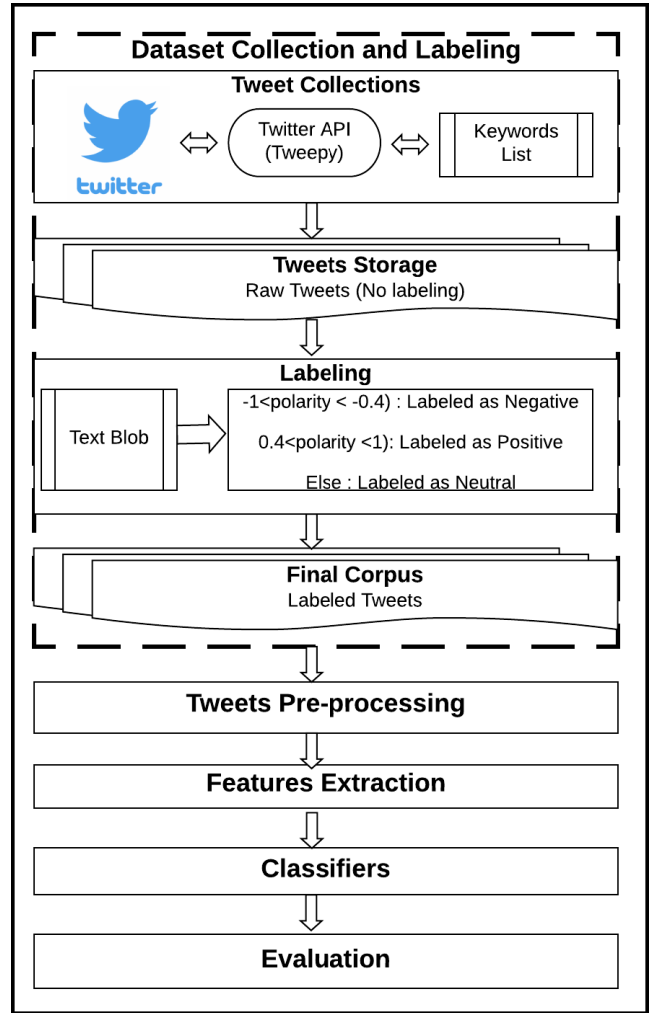 Dataset Collection and Labeling
Tweet Collections
twitter
Twitter API
(Tweepy)
Keywords
List
Tweets Storage
Raw Tweets (No labeling)
Labeling
Text Blob
-1<polarity < -0.4) : Labeled as Negative
0.4<polarity <1): Labeled as Positive
Else : Labeled as Neutral
Final Corpus
Labeled Tweets
Tweets Pre-processing
Features Extraction
Classifiers
Evaluation